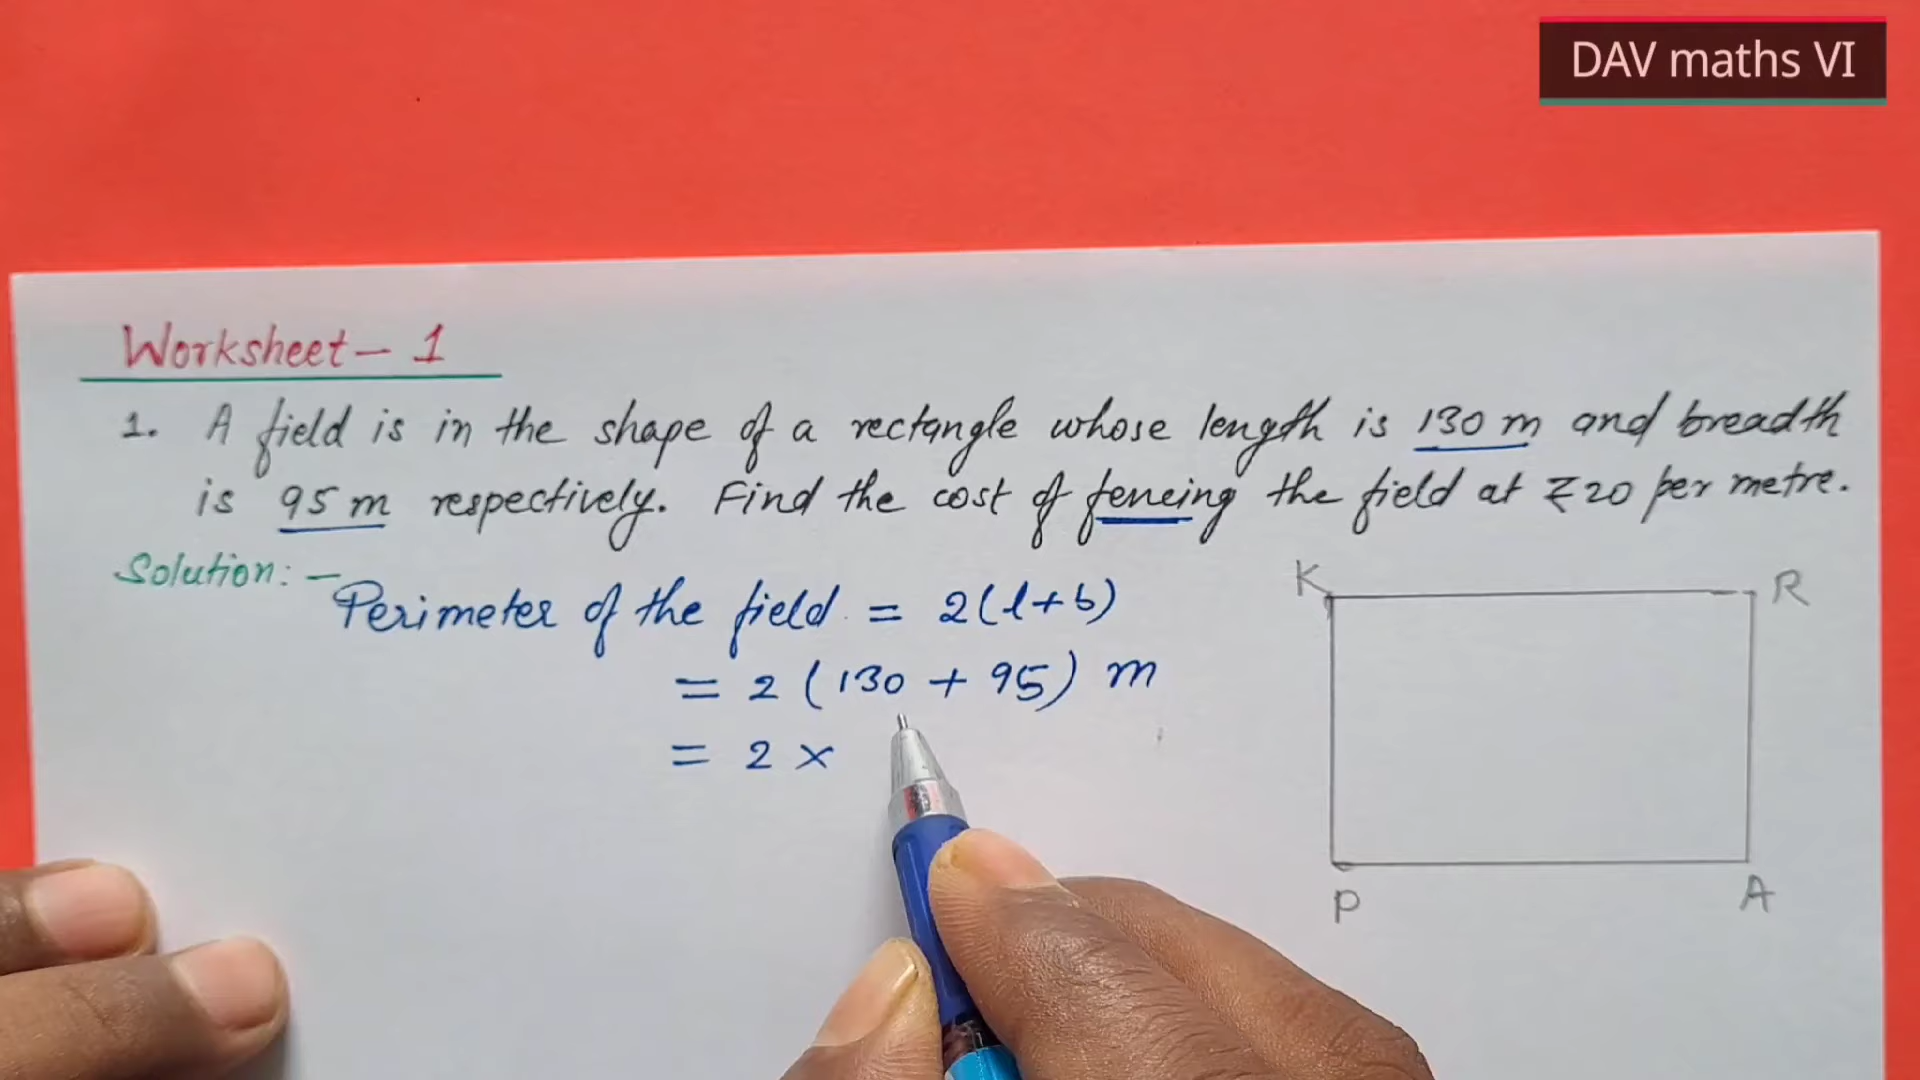 DAV maths VI
Worksheet - 1
1. A field is in the shape of a rectangle whose length is 130 m and breadth
is 95 m respectively. Find the cost of fencing the field at ₹20 per metre.
Solution: -
Perimeter of the field = 2(l+b)
= 2 (130 + 95) m
= 2 ×
K R
P A